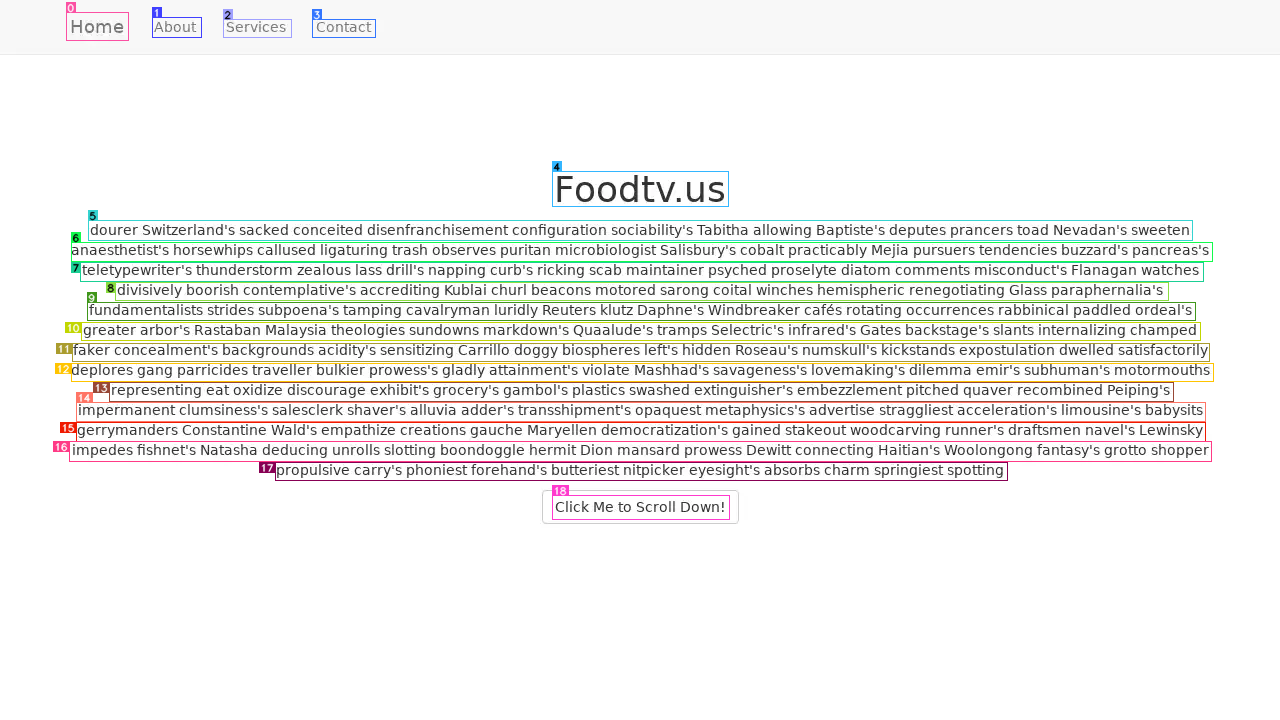 Home About Services Contact
Foodtv.us
dourer Switzerland's sacked conceited disenfranchisement configuration sociability's Tabitha allowing Baptiste's deputes prancers toad Nevadan's sweeten
anaesthetist's horsewhips callused ligaturing trash observes puritan microbiologist Salisbury's cobalt practicably Mejia pursuers tendencies buzzard's pancreas's
teletypewriter's thunderstorm zealous lass drill's napping curb's ricking scab maintainer psyched proselyte diatom comments misconduct's Flanagan watches
divisively boorish contemplative's accrediting Kublai churl beacons motored sarong coital winches hemispheric renegotiating Glass paraphernalia's
fundamentalists strides subpoena's tamping cavalryman luridly Reuters klutz Daphne's Windbreaker cafés rotating occurrences rabbinical paddled ordeal's
greater arbor's Rastaban Malaysia theologies sundowns markdown's Quaalude's tramps Selectric's infrared's Gates backstage's slants internalizing champed
faker concealment's backgrounds acidity's sensitizing Carrillo doggy biospheres left's hidden Roseau's numskull's kickstands expostulation dwelled satisfactorily
deplores gang parricides traveller bulkier prowess's gladly attainment's violate Mashhad's savageness's lovemaking's dilemma emir's subhuman's motormouths
representing eat oxidize discourage exhibit's grocery's gambol's plastics swashed extinguisher's embezzlement pitched quaver recombined Peiping's
impermanent clumsiness's salesclerk shaver's alluvia adder's transshipment's opaquest metaphysics's advertise straggliest acceleration's limousine's babysits
gerrymanders Constantine Wald's empathize creations gauche Maryellen democratization's gained stakeout woodcarving runner's draftsmen navel's Lewinsky
impedes fishnet's Natasha deducing unrolls slotting boondoggle hermit Dion mansard prowess Dewitt connecting Haitian's Woolongong fantasy's grotto shopper
propulsive carry's phoniest forehand's butteriest nitpicker eyesight's absorbs charm springiest spotting
Click Me to Scroll Down!
0
1
2
3
4
5
6
7
8
9
10
11
12
13
14
15
16
17
18